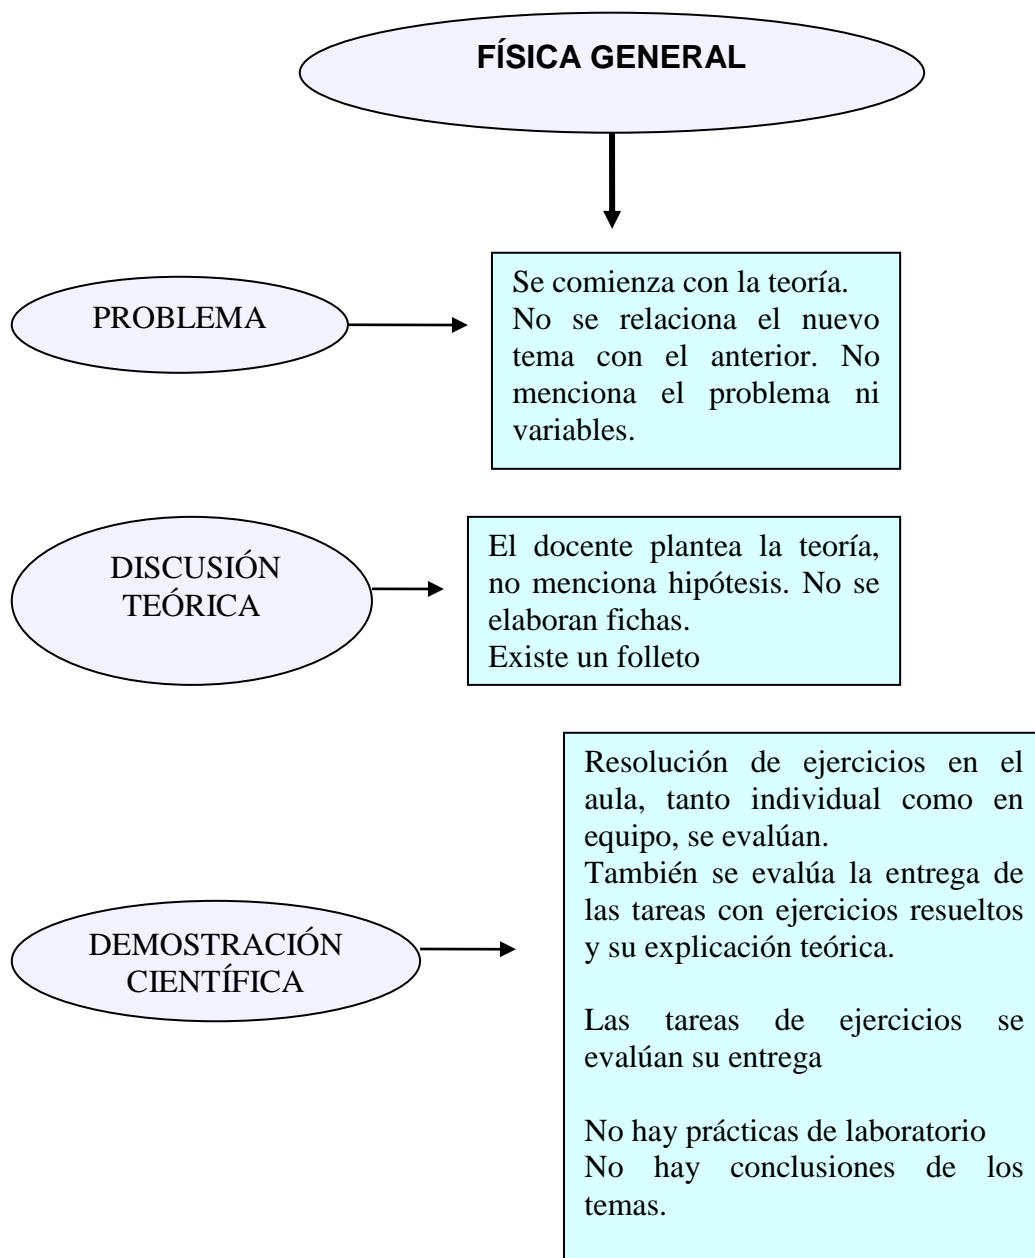 FÍSICA GENERAL
PROBLEMA
Se comienza con la teoría.
No se relaciona el nuevo
tema con el anterior. No
menciona el problema ni
variables.
DISCUSIÓN
TEÓRICA
El docente plantea la teoría,
no menciona hipótesis. No se
elaboran fichas.
Existe un folleto
DEMOSTRACIÓN
CIENTÍFICA
Resolución de ejercicios en el
aula, tanto individual como en
equipo, se evalúan.
También se evalúa la entrega de
las tareas con ejercicios resueltos
y su explicación teórica.
Las tareas de ejercicios se
evalúan su entrega
No hay prácticas de laboratorio
No hay conclusiones de los
temas.